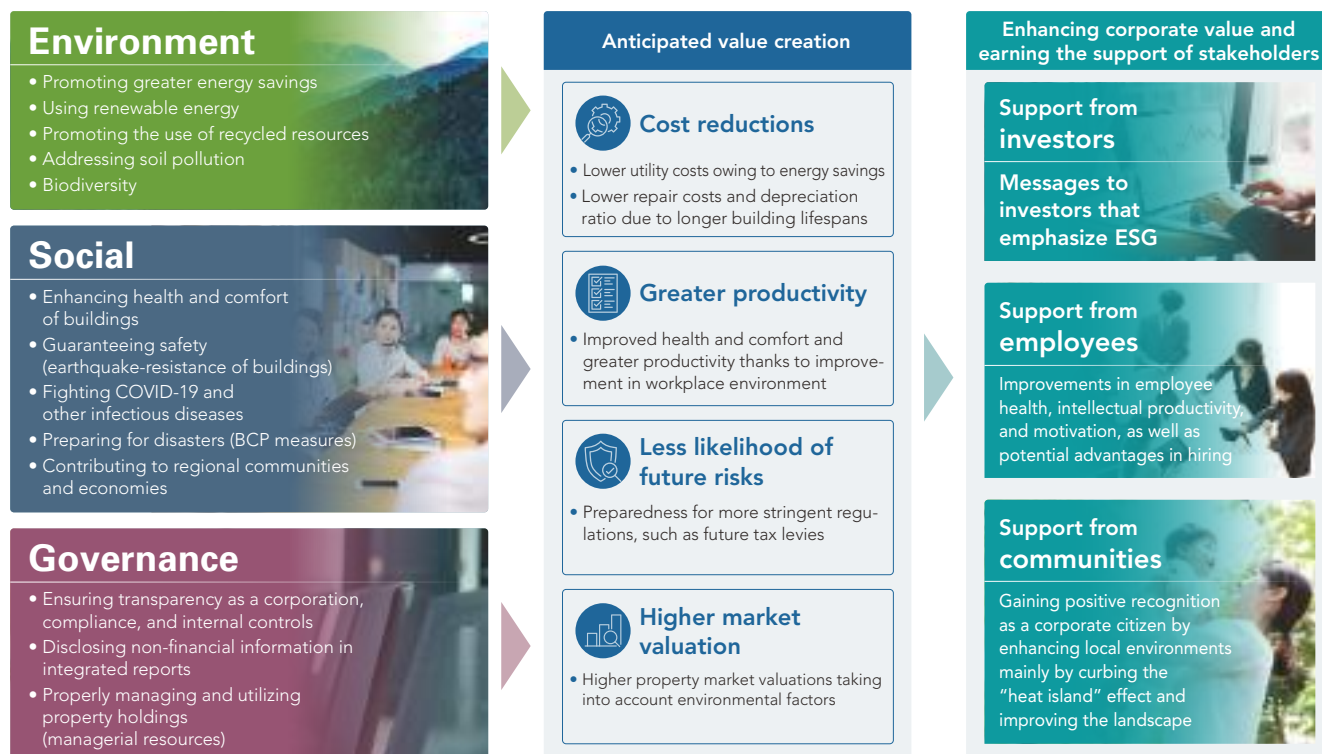 Environment
• Promoting greater energy savings
• Using renewable energy
• Promoting the use of recycled resources
• Addressing soil pollution
• Biodiversity
Social
• Enhancing health and comfort
of buildings
• Guaranteeing safety
(earthquake-resistance of buildings)
• Fighting COVID-19 and
other infectious diseases
• Preparing for disasters (BCP measures)
• Contributing to regional communities
and economies
Governance
• Ensuring transparency as a corporation,
compliance, and internal controls
• Disclosing non-financial information in
integrated reports
• Properly managing and utilizing
property holdings
(managerial resources)
Anticipated value creation
Cost reductions
• Lower utility costs owing to energy savings
• Lower repair costs and depreciation
ratio due to longer building lifespans
Greater productivity
• Improved health and comfort and
greater productivity thanks to improve-
ment in workplace environment
Less likelihood of
future risks
• Preparedness for more stringent regu-
lations, such as future tax levies
Higher market
valuation
• Higher property market valuations taking
into account environmental factors
Enhancing corporate value and
earning the support of stakeholders
Support from
investors
Messages to
investors that
emphasize ESG
Support from
employees
Improvements in employee
health, intellectual productivity,
and motivation, as well as
potential advantages in hiring
Support from
communities
Gaining positive recognition
as a corporate citizen by
enhancing local environments
mainly by curbing the
“heat island” effect and
improving the landscape